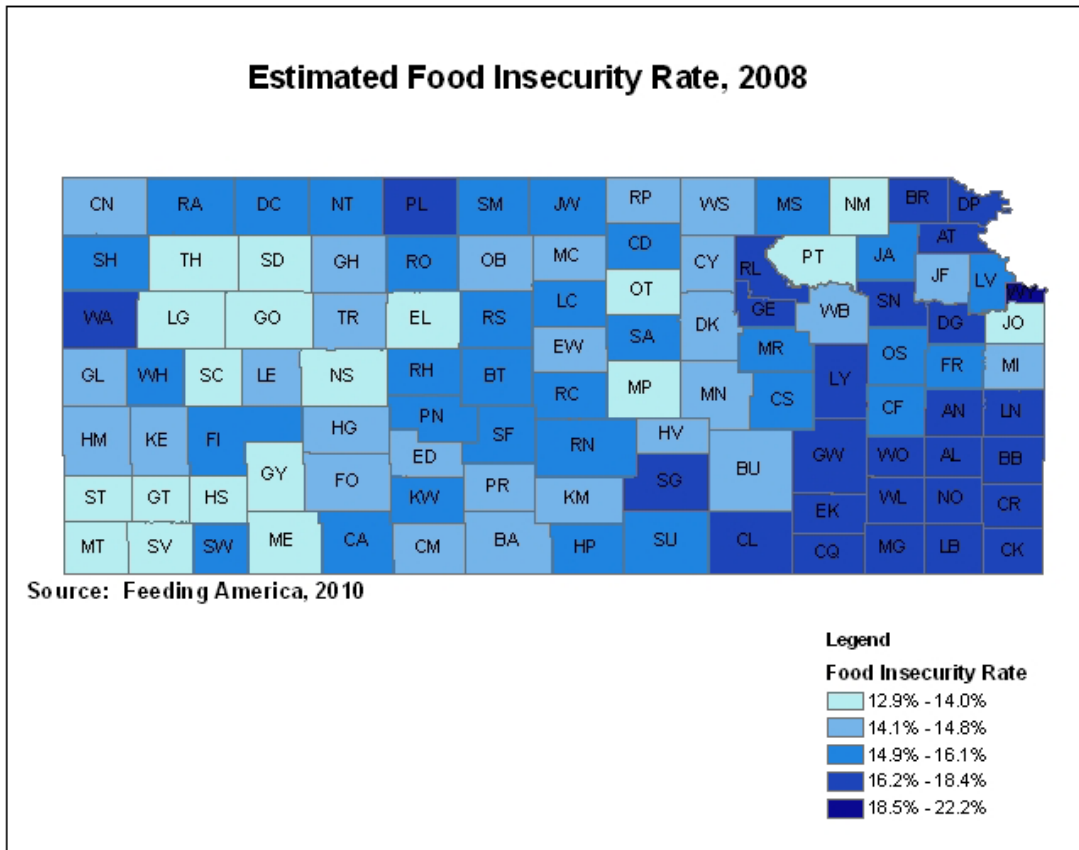 Estimated Food Insecurity Rate, 2008
CN RA DC NT PL SM JW RP WS MS NM BR DP
SH TH SD GH RO OB MC CD CY RL PT JA AT JF LV WY
WA LG GO TR EL RS LC OT DK GE WB SN DG JO
GL WH SC LE NS RH BT EW SA MP MN MR CS LY OS FR MI
HM KE FI HG PN SF RC RN HV CF AN LN
ST GT HS GY FO ED PR KM SG BU GW WO AL BB
MT SV SW ME CA KW CM BA HP SU CL EK CQ WL NO CR
MG LB CK
Source: Feeding America, 2010
Legend
Food Insecurity Rate
12.9% - 14.0%
14.1% - 14.8%
14.9% - 16.1%
16.2% - 18.4%
18.5% - 22.2%